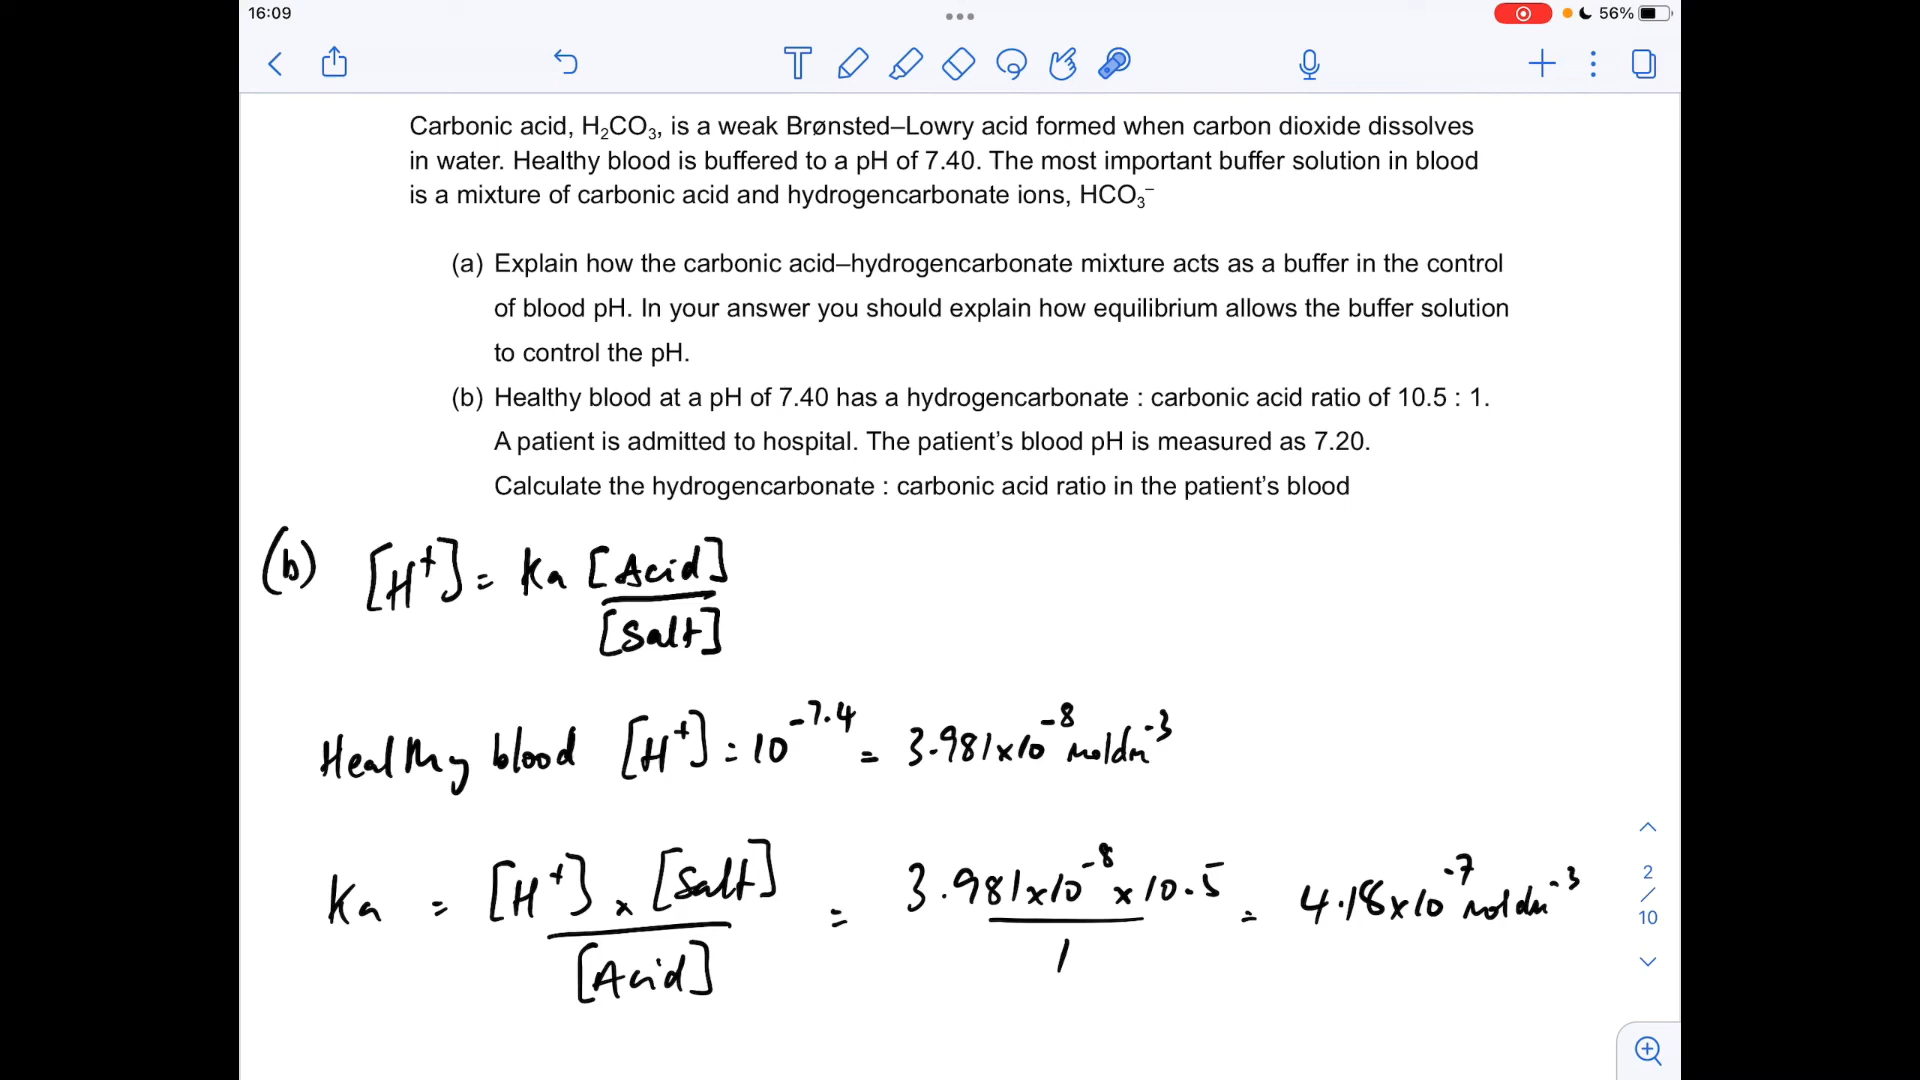 16:09
56%
Carbonic acid, H₂CO₃, is a weak Brønsted–Lowry acid formed when carbon dioxide dissolves
in water. Healthy blood is buffered to a pH of 7.40. The most important buffer solution in blood
is a mixture of carbonic acid and hydrogencarbonate ions, HCO₃⁻
(a) Explain how the carbonic acid–hydrogencarbonate mixture acts as a buffer in the control
of blood pH. In your answer you should explain how equilibrium allows the buffer solution
to control the pH.
(b) Healthy blood at a pH of 7.40 has a hydrogencarbonate : carbonic acid ratio of 10.5 : 1.
A patient is admitted to hospital. The patient’s blood pH is measured as 7.20.
Calculate the hydrogencarbonate : carbonic acid ratio in the patient’s blood
(b) [H⁺] = Ka [Acid]
[Salt]
Healthy blood [H⁺] = 10⁻⁷·⁴ = 3.981x10⁻⁸ moldm⁻³
Ka = [H⁺] x [Salt] = 3.981x10⁻⁸ x 10.5 = 4.18x10⁻⁷ moldm⁻³
[Acid] 1
2
/
10